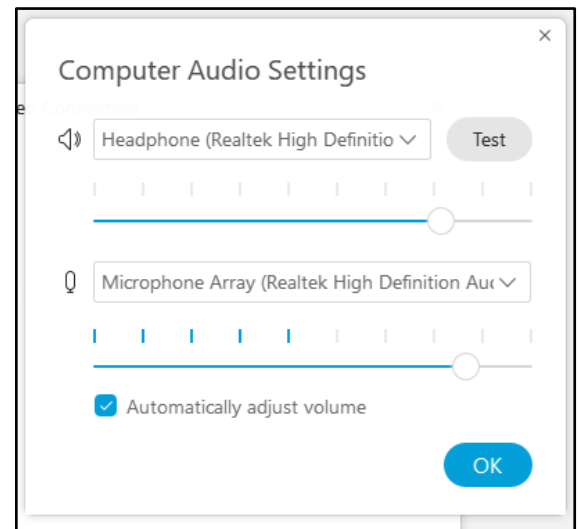 Computer Audio Settings
Headphone (Realtek High Definitio
Test
Microphone Array (Realtek High Definition Au
Automatically adjust volume
OK